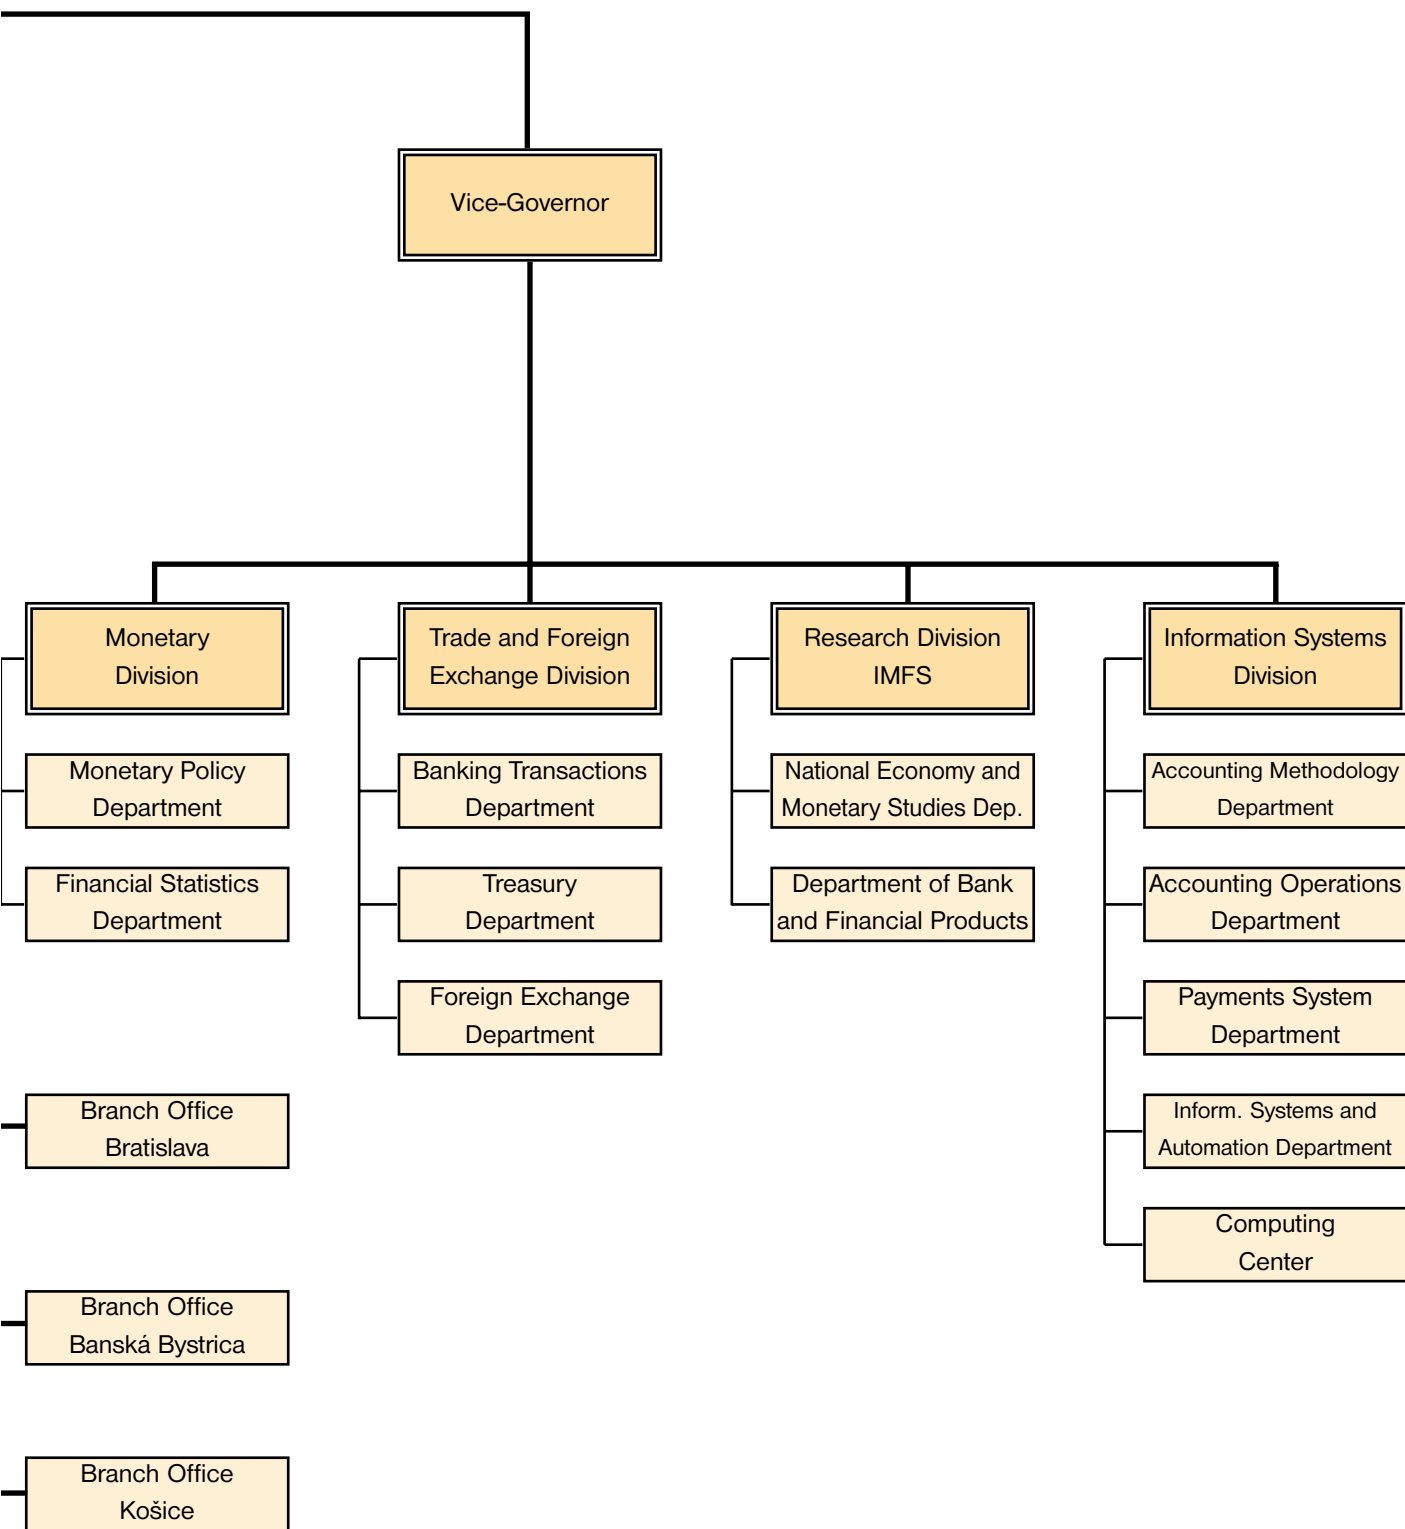 Vice-Governor
Monetary
Division
Trade and Foreign
Exchange Division
Research Division
IMFS
Information Systems
Division
Monetary Policy
Department
Banking Transactions
Department
National Economy and
Monetary Studies Dep.
Accounting Methodology
Department
Financial Statistics
Department
Treasury
Department
Department of Bank
and Financial Products
Accounting Operations
Department
Foreign Exchange
Department
Payments System
Department
Branch Office
Bratislava
Inform. Systems and
Automation Department
Computing
Center
Branch Office
Banská Bystrica
Branch Office
Košice